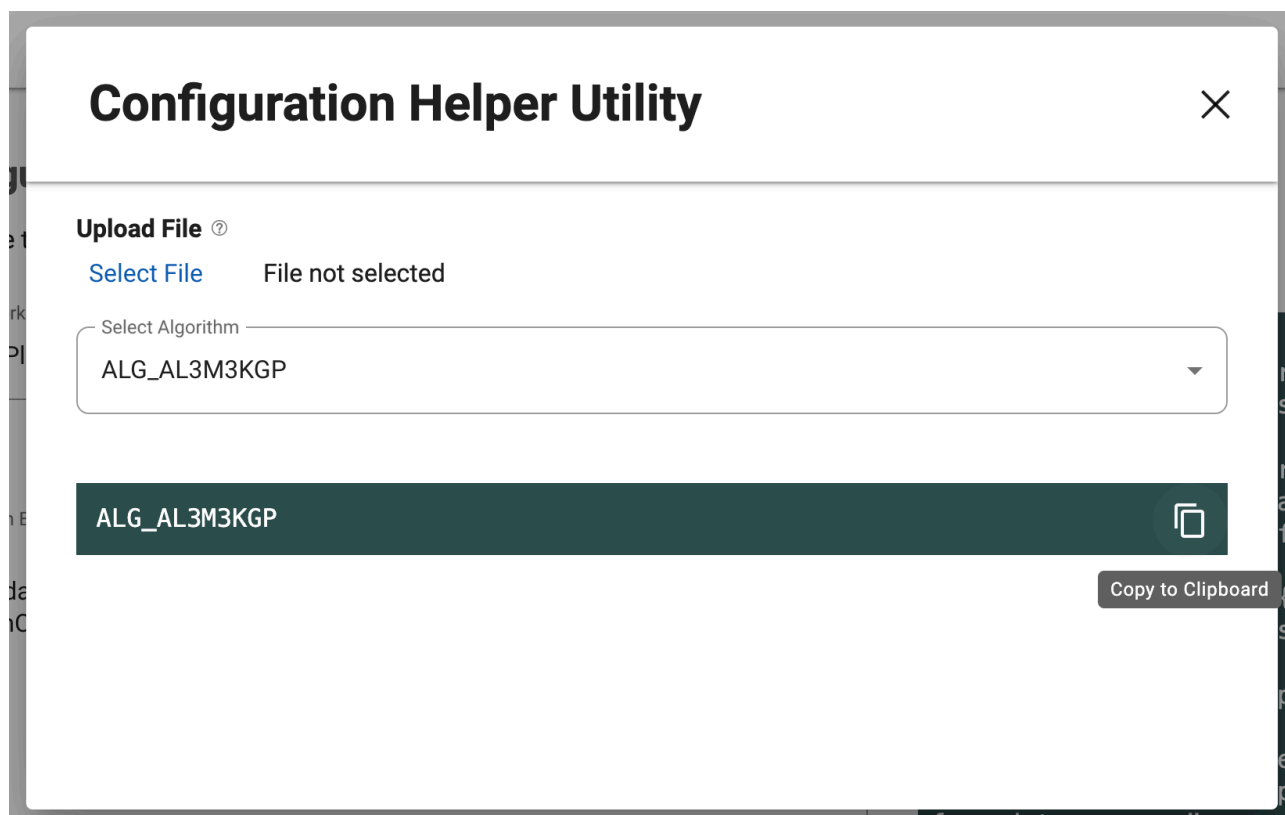 Configuration Helper Utility
Upload File
Select File File not selected
Select Algorithm
ALG_AL3M3KGP
ALG_AL3M3KGP
Copy to Clipboard